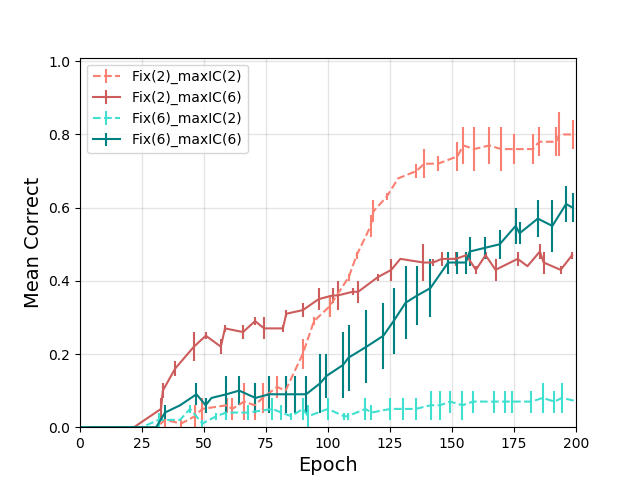 Fix(2)_maxIC(2)
Fix(2)_maxIC(6)
Fix(6)_maxIC(2)
Fix(6)_maxIC(6)
1.0
0.8
0.6
0.4
0.2
0.0
Mean Correct
0 25 50 75 100 125 150 175 200
Epoch